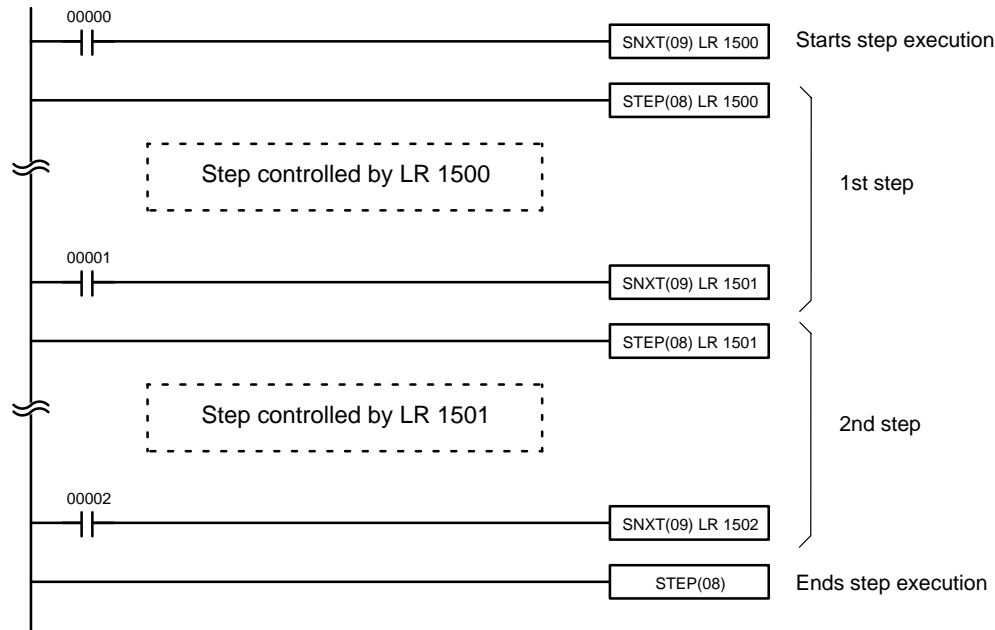 00000
SNXT(09) LR 1500
Starts step execution
STEP(08) LR 1500
Step controlled by LR 1500
1st step
00001
SNXT(09) LR 1501
STEP(08) LR 1501
Step controlled by LR 1501
2nd step
00002
SNXT(09) LR 1502
STEP(08)
Ends step execution